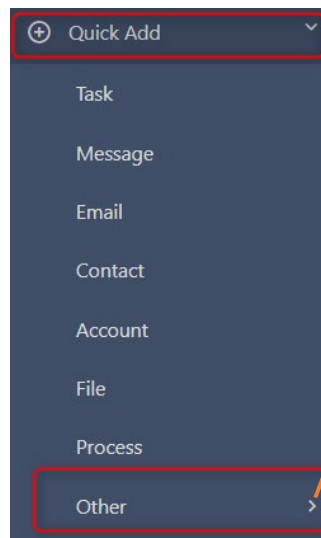 Quick Add
Task
Message
Email
Contact
Account
File
Process
Other